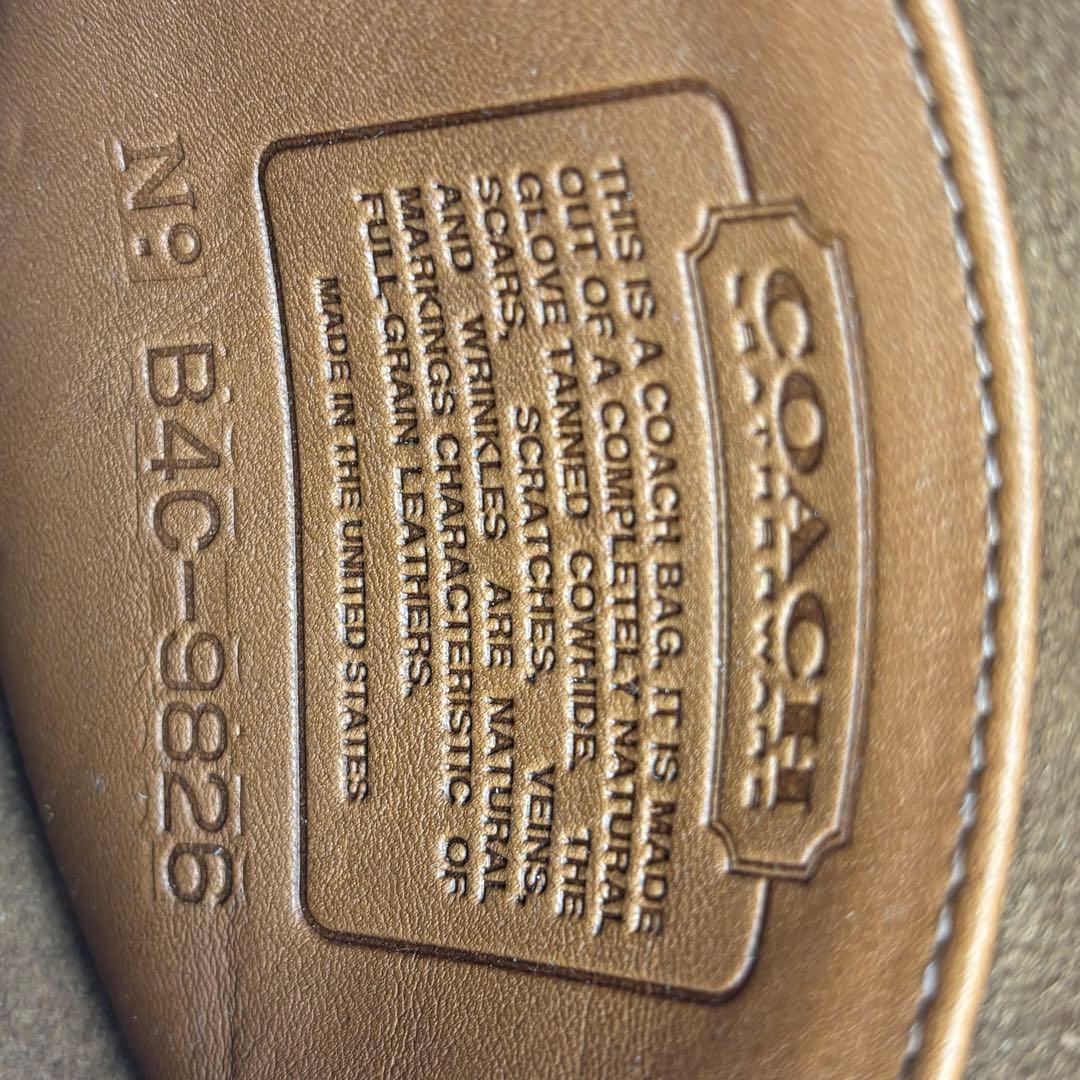 COACH
LEATHERWARE
THIS IS A COACH BAG. IT IS MADE
OUT OF A COMPLETELY NATURAL
GLOVE TANNED COWHIDE. THE
SCARS, SCRATCHES, VEINS,
AND WRINKLES ARE NATURAL
MARKINGS CHARACTERISTIC OF
FULL-GRAIN LEATHERS.
MADE IN THE UNITED STATES
Nº B4C-9826